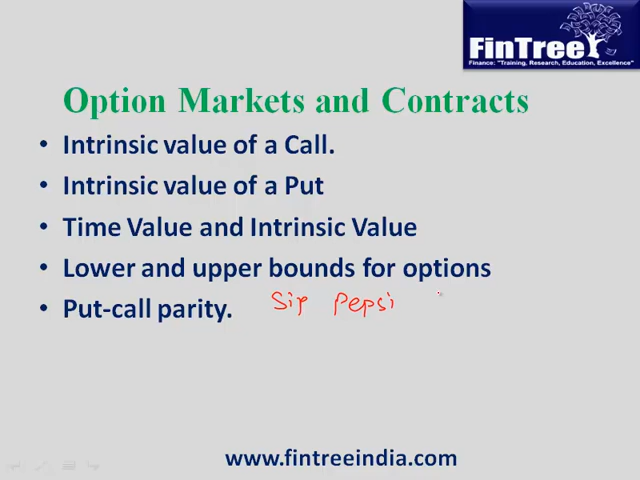 FinTree
Finance: "Training, Research, Education, Excellence"
Option Markets and Contracts
• Intrinsic value of a Call.
• Intrinsic value of a Put
• Time Value and Intrinsic Value
• Lower and upper bounds for options
• Put-call parity. Sip Pepsi
www.fintreeindia.com